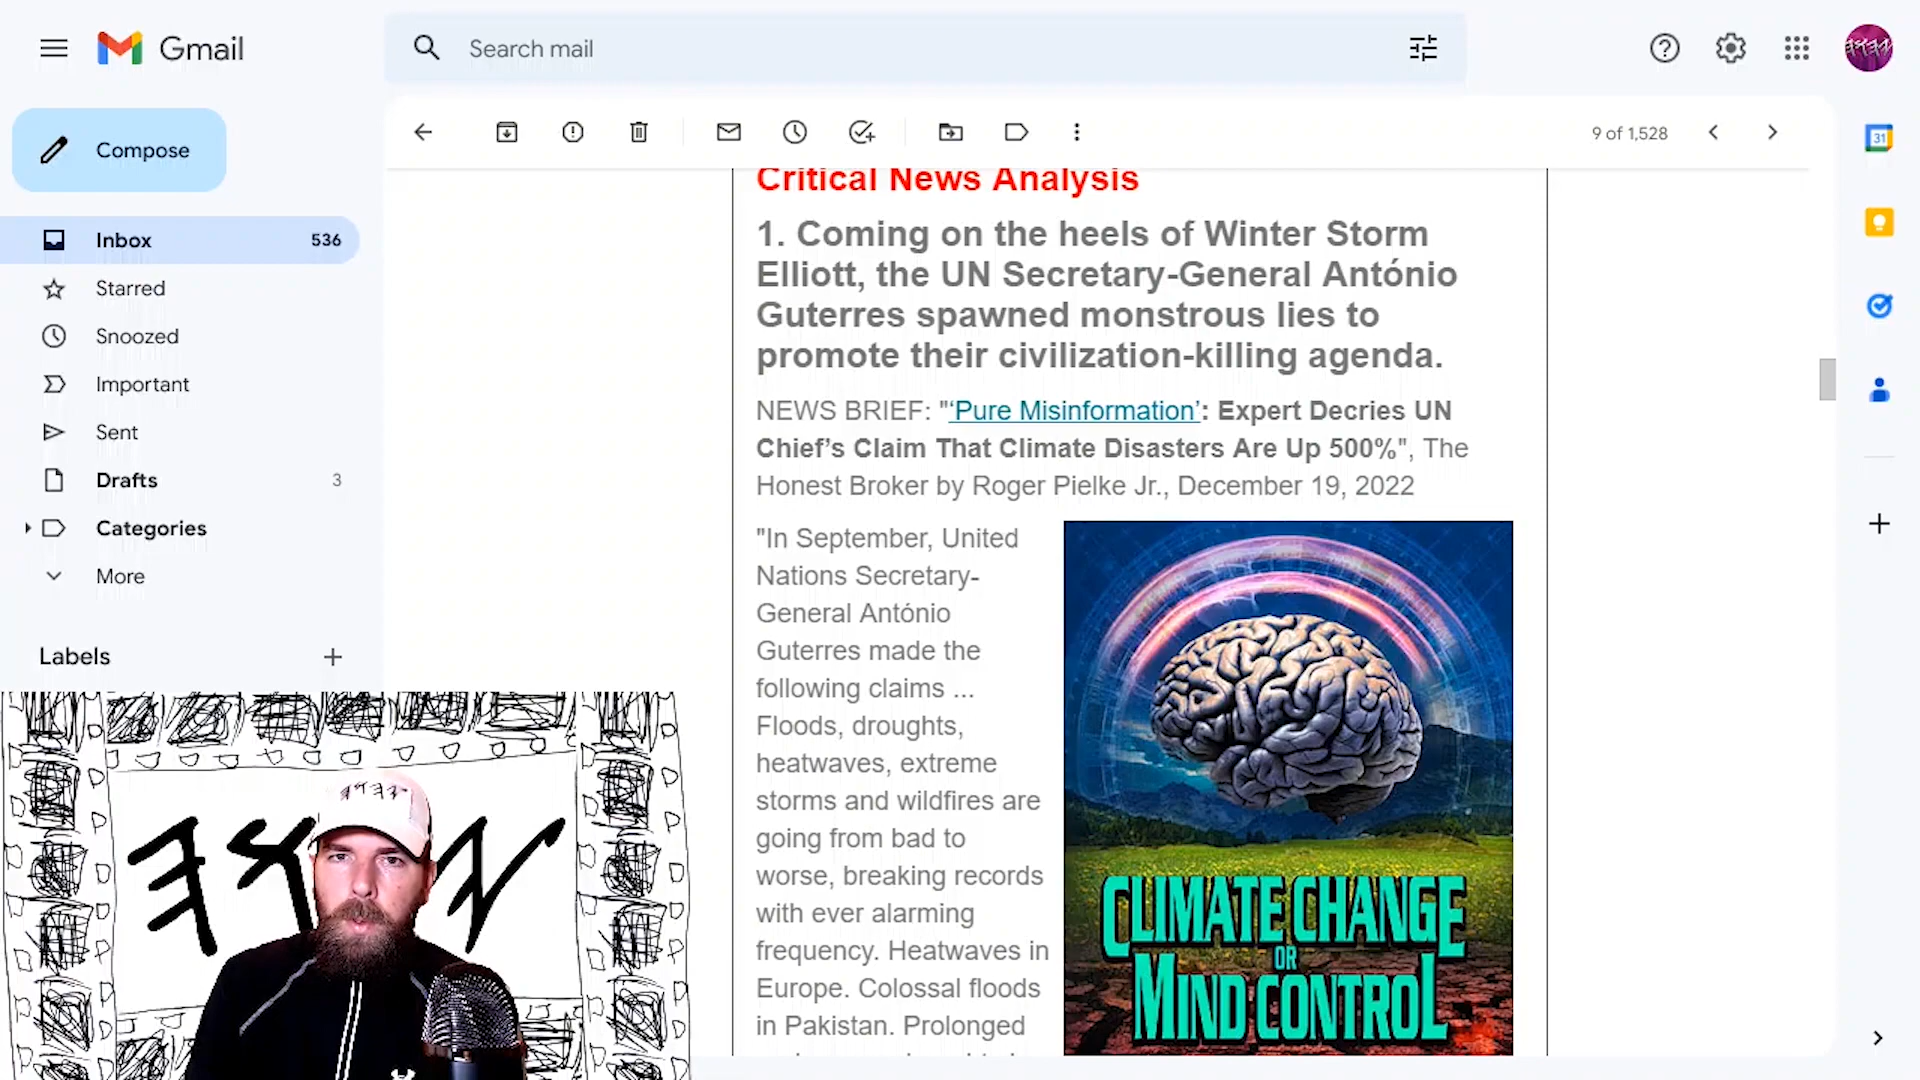 Gmail
Search mail
Compose
9 of 1,528
31
Inbox 536
Starred
Snoozed
Important
Sent
Drafts 3
Categories
More
Labels
Critical News Analysis
1. Coming on the heels of Winter Storm
Elliott, the UN Secretary-General António
Guterres spawned monstrous lies to
promote their civilization-killing agenda.
NEWS BRIEF: "‘Pure Misinformation’: Expert Decries UN
Chief’s Claim That Climate Disasters Are Up 500%", The
Honest Broker by Roger Pielke Jr., December 19, 2022
"In September, United
Nations Secretary-
General António
Guterres made the
following claims ...
Floods, droughts,
heatwaves, extreme
storms and wildfires are
going from bad to
worse, breaking records
with ever alarming
frequency. Heatwaves in
Europe. Colossal floods
in Pakistan. Prolonged
CLIMATE CHANGE
OR
MIND CONTROL
𐤉𐤄𐤅𐤄